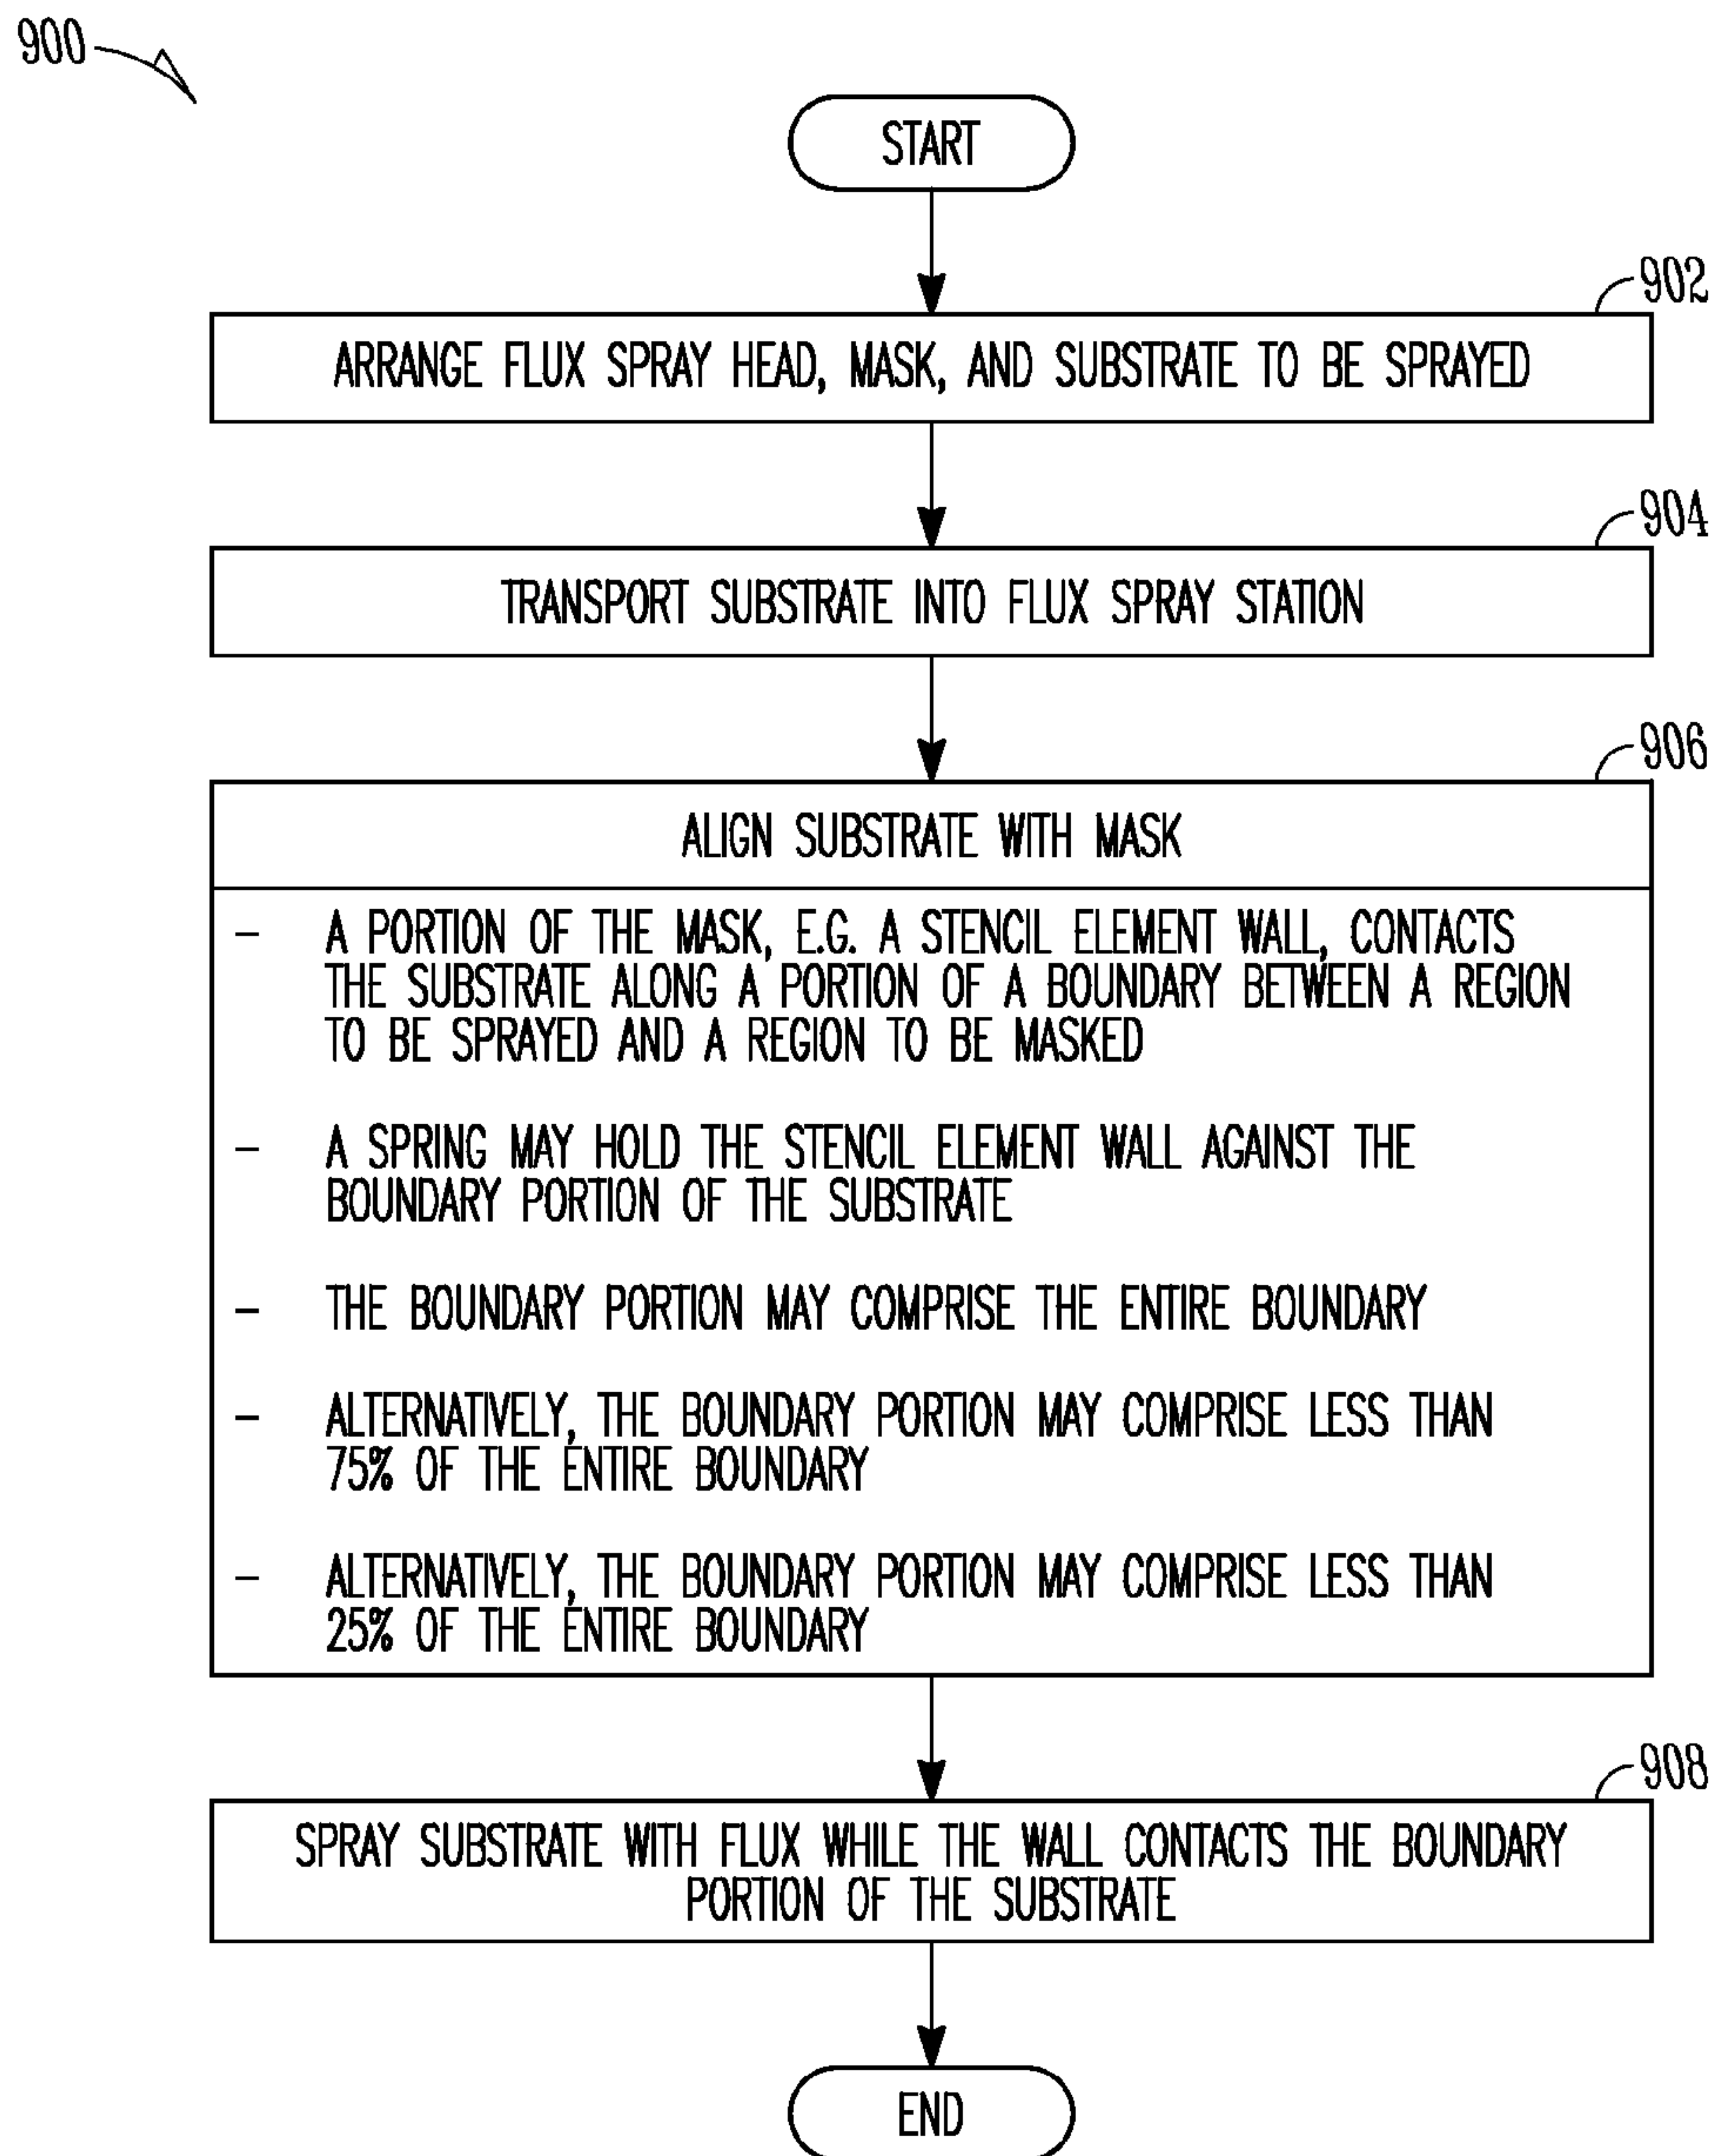 900
START
902
ARRANGE FLUX SPRAY HEAD, MASK, AND SUBSTRATE TO BE SPRAYED
904
TRANSPORT SUBSTRATE INTO FLUX SPRAY STATION
906
ALIGN SUBSTRATE WITH MASK
- A PORTION OF THE MASK, E.G. A STENCIL ELEMENT WALL, CONTACTS
THE SUBSTRATE ALONG A PORTION OF A BOUNDARY BETWEEN A REGION
TO BE SPRAYED AND A REGION TO BE MASKED
- A SPRING MAY HOLD THE STENCIL ELEMENT WALL AGAINST THE
BOUNDARY PORTION OF THE SUBSTRATE
- THE BOUNDARY PORTION MAY COMPRISE THE ENTIRE BOUNDARY
- ALTERNATIVELY, THE BOUNDARY PORTION MAY COMPRISE LESS THAN
75% OF THE ENTIRE BOUNDARY
- ALTERNATIVELY, THE BOUNDARY PORTION MAY COMPRISE LESS THAN
25% OF THE ENTIRE BOUNDARY
908
SPRAY SUBSTRATE WITH FLUX WHILE THE WALL CONTACTS THE BOUNDARY
PORTION OF THE SUBSTRATE
END